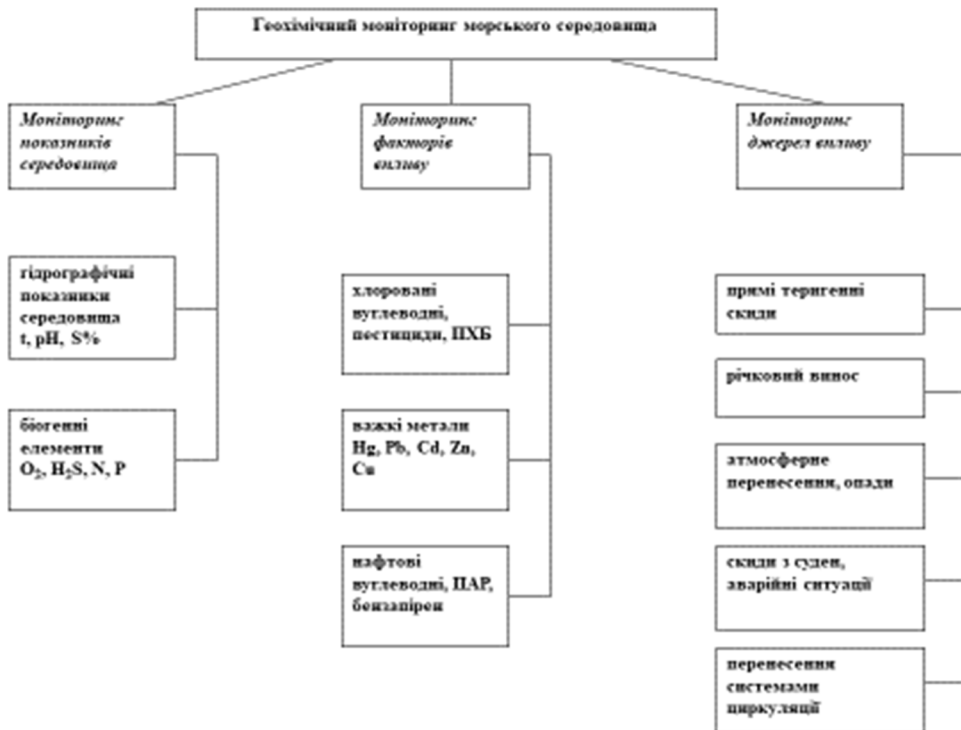 Геохімічний моніторинг морського середовища
Моніторинг
показників
середовища
Моніторинг
факторів
впливу
Моніторинг
джерел впливу
гідрографічні
показники
середовища
t, pH, S%
біогенні
елементи
O₂, H₂S, N, P
хлоровані
вуглеводні,
пестициди, ПХБ
важкі метали
Hg, Pb, Cd, Zn,
Cu
нафтові
вуглеводні, ПАР,
бензапірен
прямі теригенні
скиди
річковий винос
атмосферне
перенесення, опади
скиди з суден,
аварійні ситуації
перенесення
системами
циркуляції